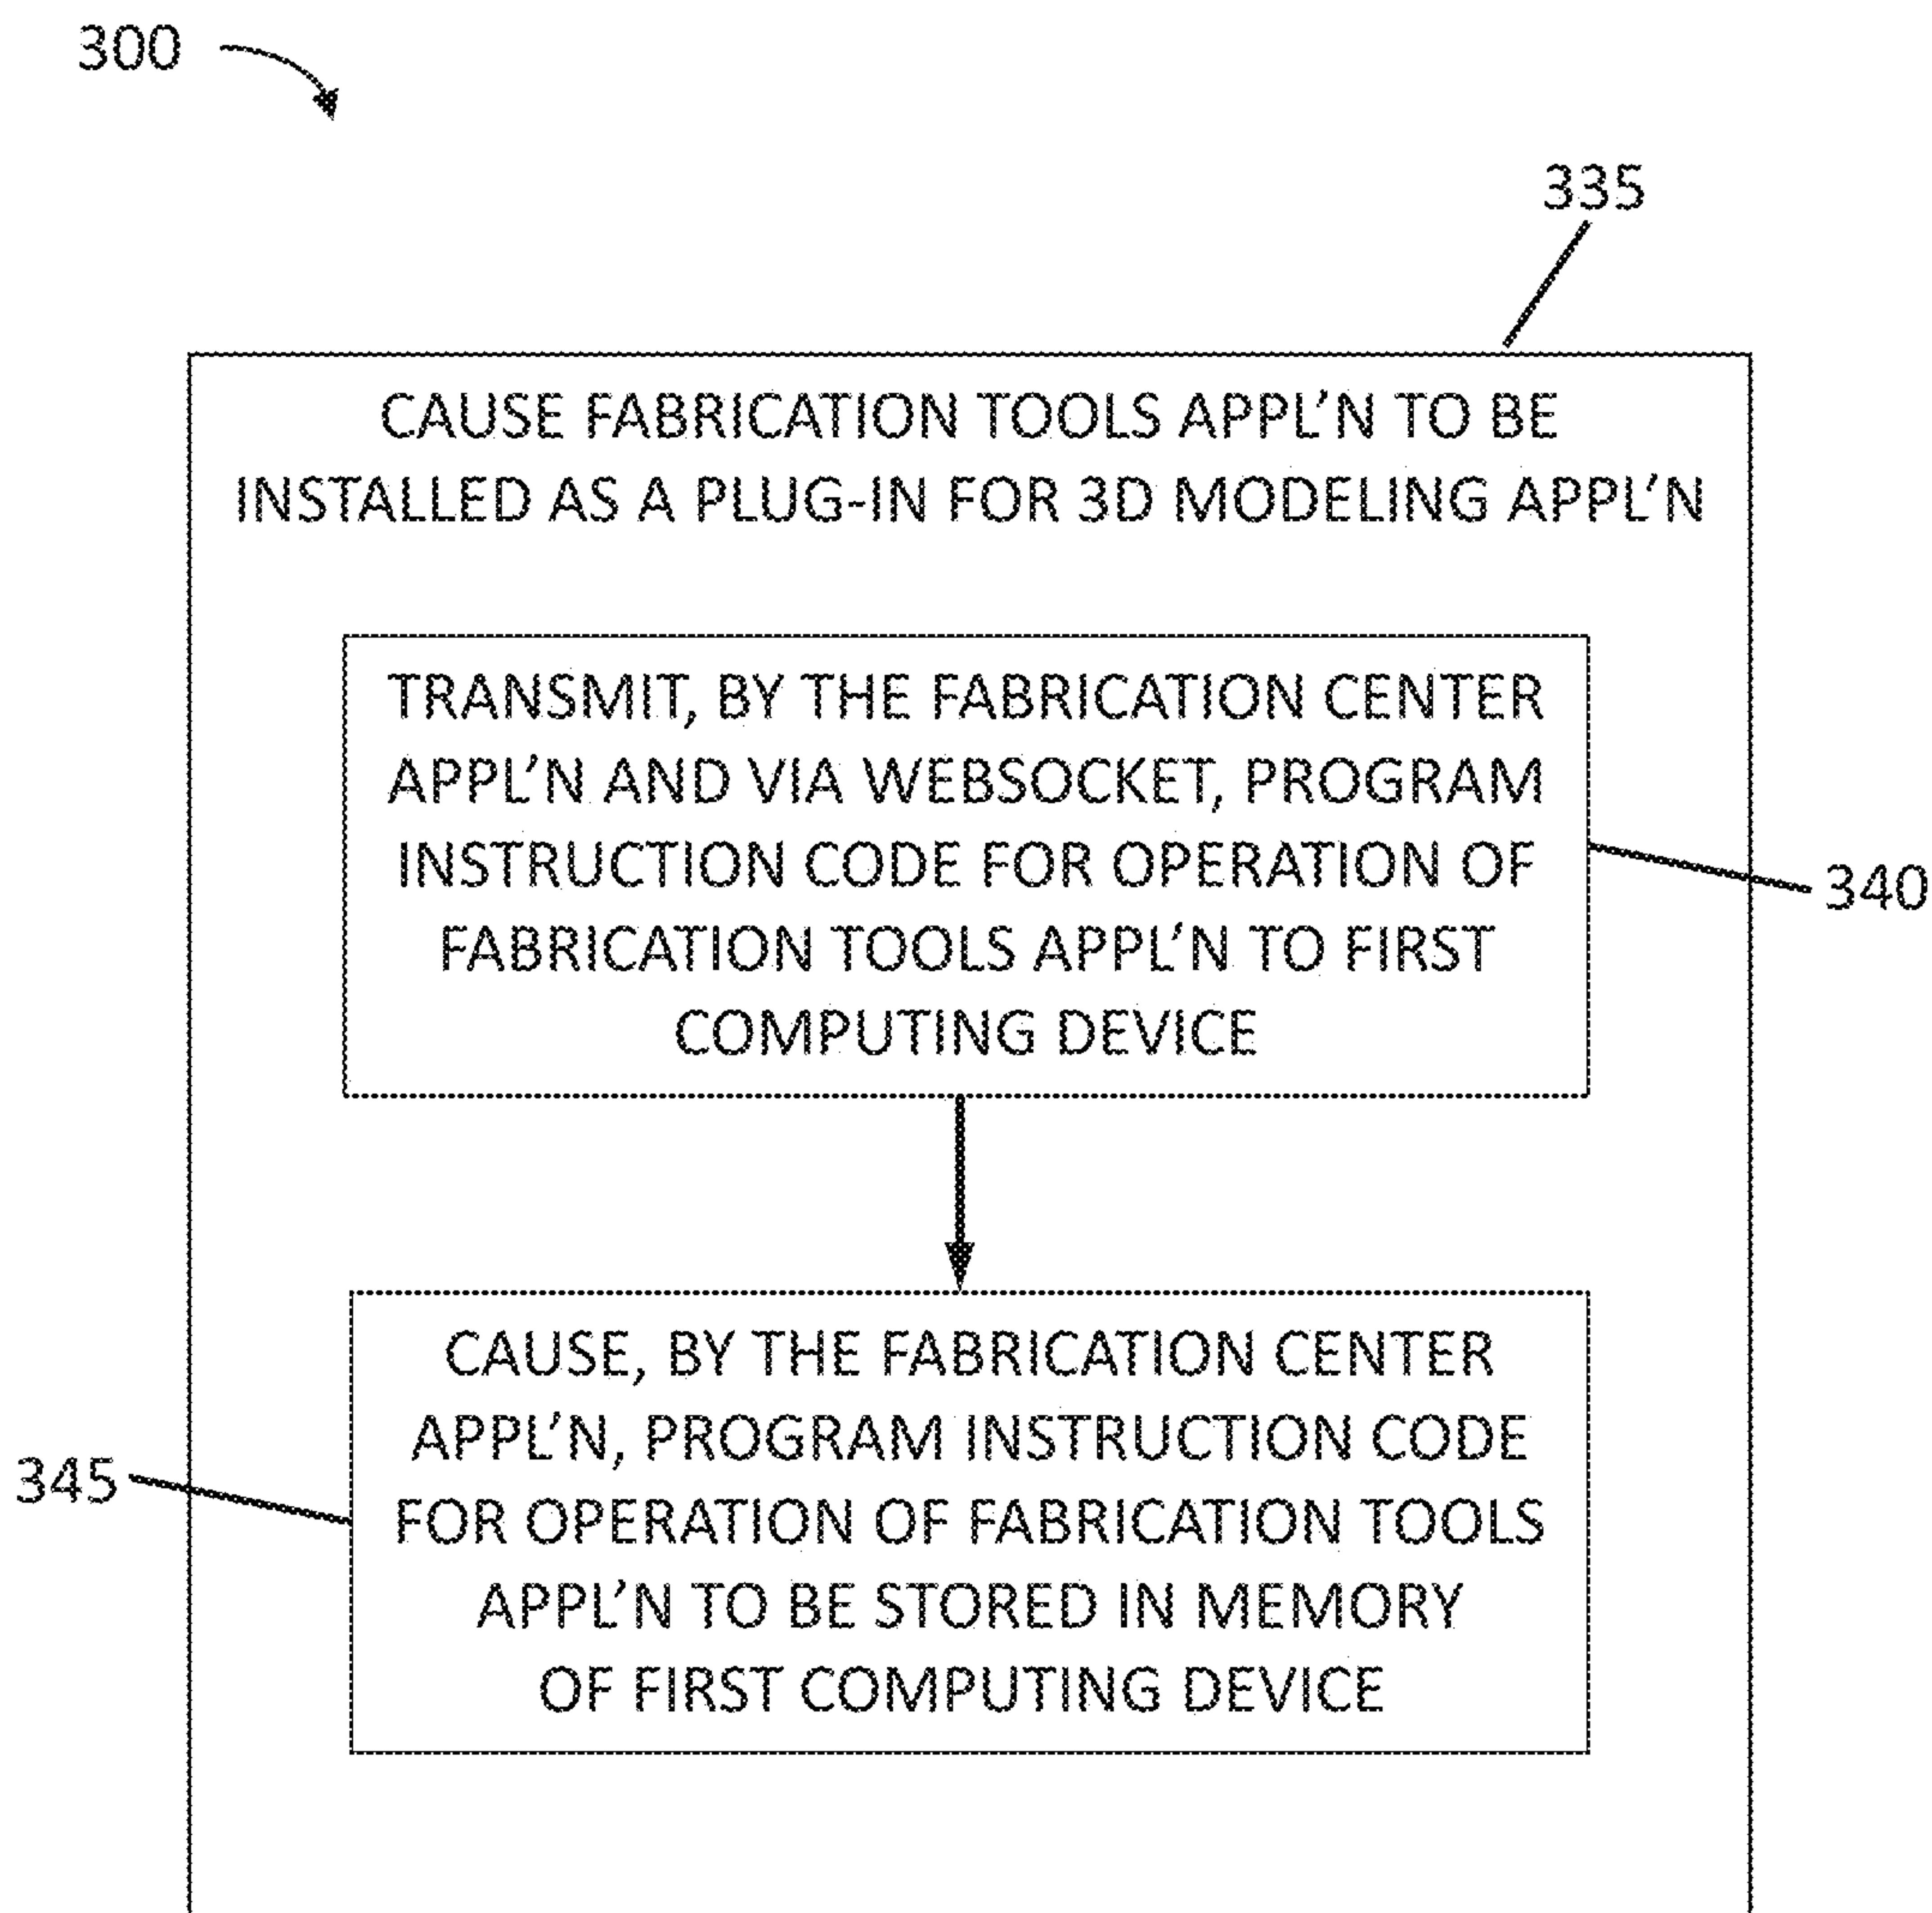 300
335
CAUSE FABRICATION TOOLS APPL'N TO BE
INSTALLED AS A PLUG-IN FOR 3D MODELING APPL'N
TRANSMIT, BY THE FABRICATION CENTER
APPL'N AND VIA WEBSOCKET, PROGRAM
INSTRUCTION CODE FOR OPERATION OF
FABRICATION TOOLS APPL'N TO FIRST
COMPUTING DEVICE
340
CAUSE, BY THE FABRICATION CENTER
APPL'N, PROGRAM INSTRUCTION CODE
FOR OPERATION OF FABRICATION TOOLS
APPL'N TO BE STORED IN MEMORY
OF FIRST COMPUTING DEVICE
345